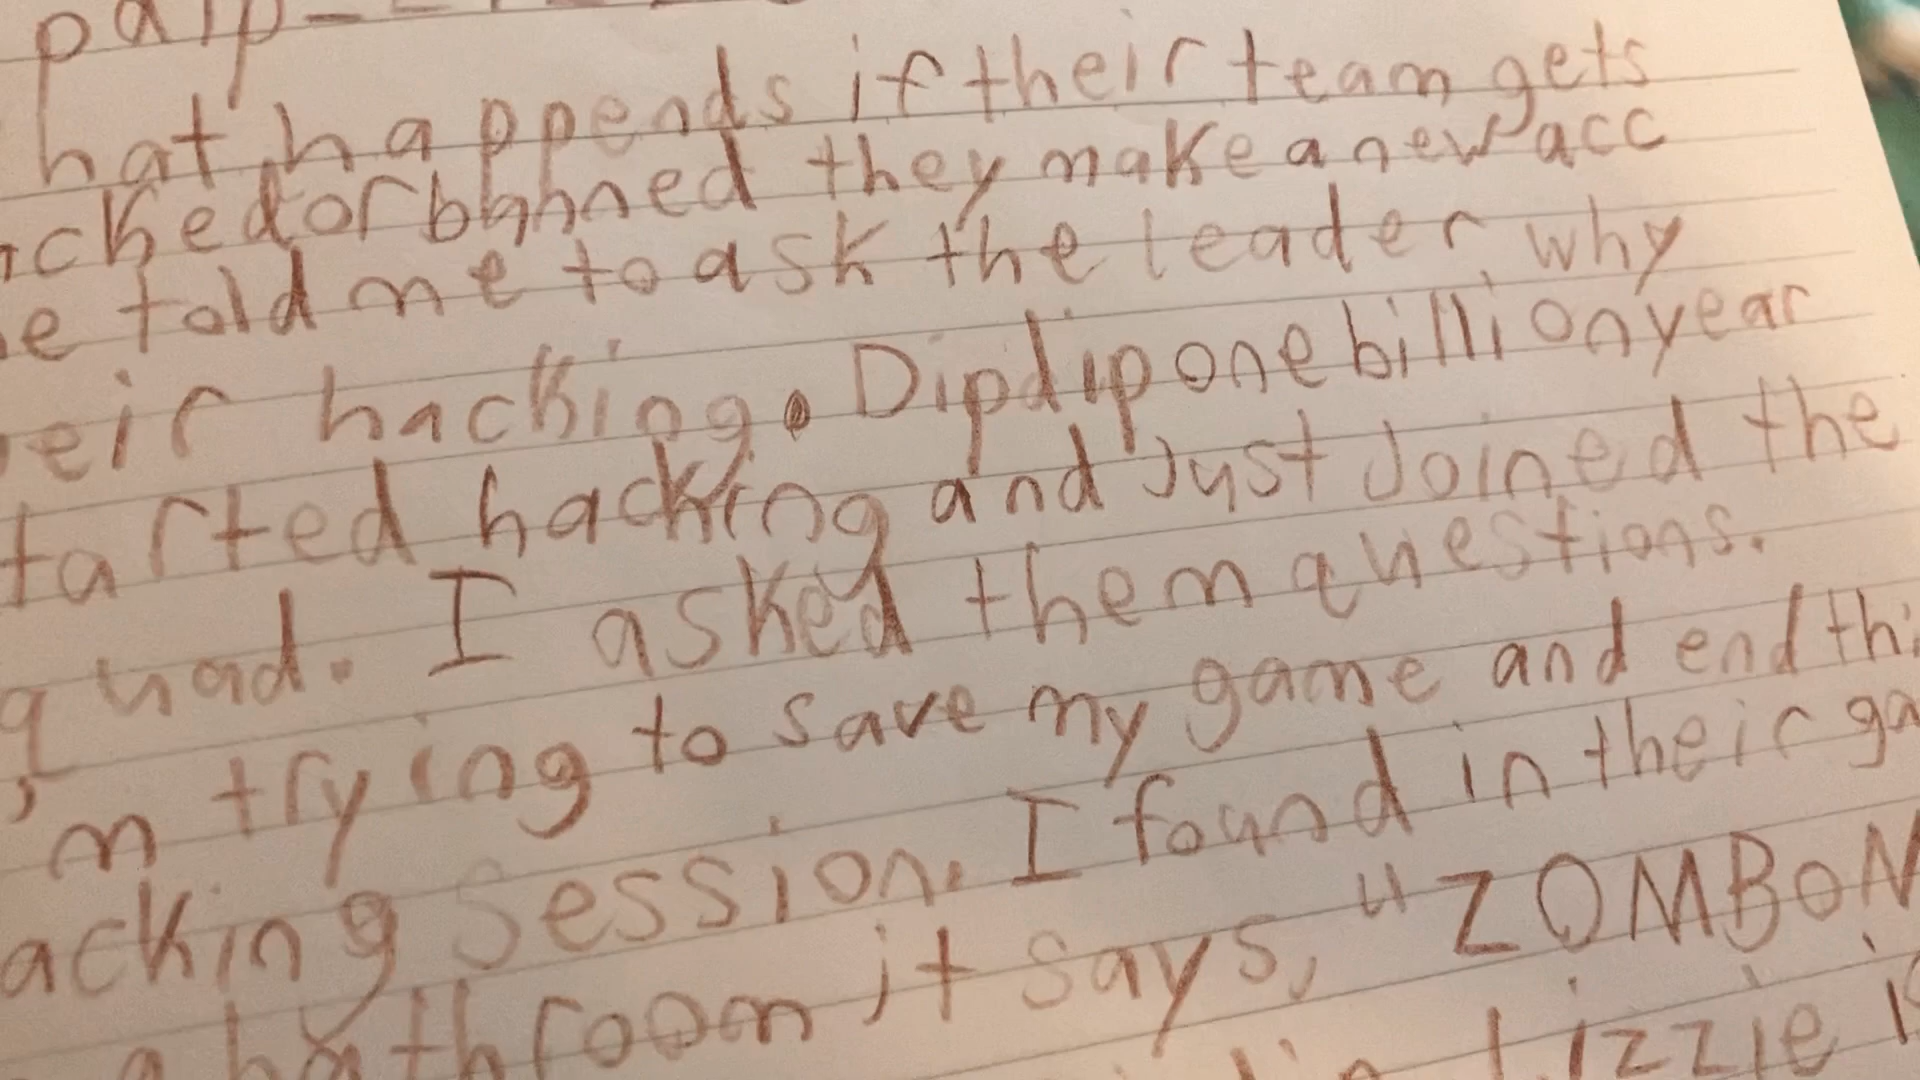 hat happends if their team gets
cked or banned they make a new acc
e told me to ask the leader why
eir hacking. Dipdip one billion year
tarted hacking and Just Joined the
quad. I asked them questions.
'm trying to save my game and end thi
acking Session. I found in their ga
a bathroom it says, "ZOMBON
Lizzie